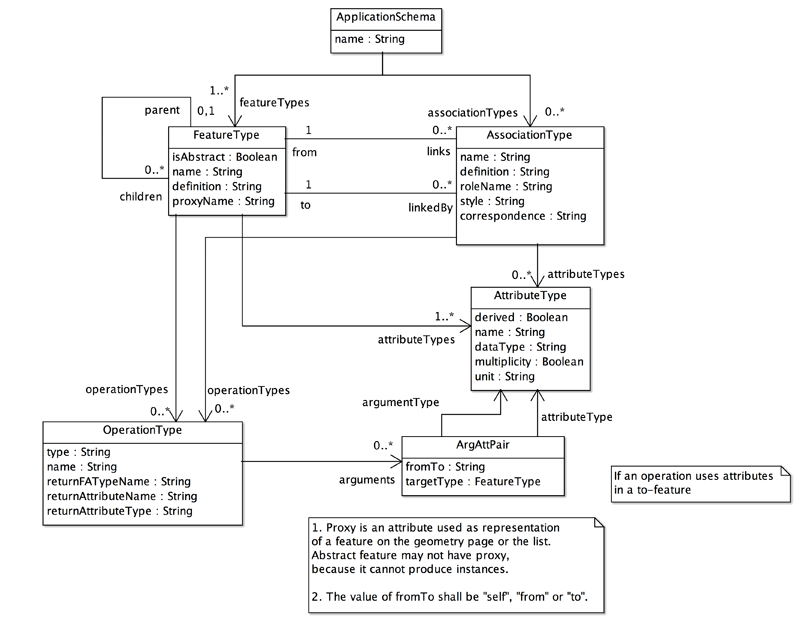 ApplicationSchema
name : String
1..*
featureTypes
associationTypes
0..*
parent
0,1
FeatureType
isAbstract : Boolean
name : String
definition : String
proxyName : String
0..*
children
1
from
0..*
links
1
to
0..*
linkedBy
AssociationType
name : String
definition : String
roleName : String
style : String
correspondence : String
0..*
attributeTypes
AttributeType
derived : Boolean
name : String
dataType : String
multiplicity : Boolean
unit : String
1..*
attributeTypes
operationTypes
0..*
operationTypes
0..*
OperationType
type : String
name : String
returnFATypeName : String
returnAttributeName : String
returnAttributeType : String
argumentType
attributeType
0..*
arguments
ArgAttPair
fromTo : String
targetType : FeatureType
If an operation uses attributes
in a to-feature
1. Proxy is an attribute used as representation
of a feature on the geometry page or the list.
Abstract feature may not have proxy,
because it cannot produce instances.
2. The value of fromTo shall be "self", "from" or "to".